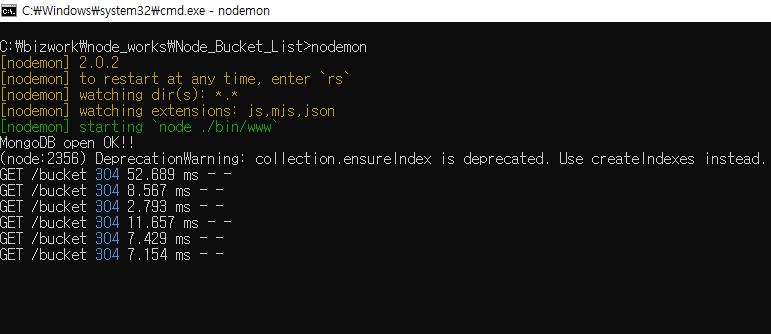 C:₩Windows₩system32₩cmd.exe - nodemon
C:₩bizwork₩node_works₩Node_Bucket_List>nodemon
[nodemon] 2.0.2
[nodemon] to restart at any time, enter `rs`
[nodemon] watching dir(s): *.*
[nodemon] watching extensions: js,mjs,json
[nodemon] starting `node ./bin/www`
MongoDB open OK!!
(node:2356) DeprecationWarning: collection.ensureIndex is deprecated. Use createIndexes instead.
GET /bucket 304 52.689 ms - -
GET /bucket 304 8.567 ms - -
GET /bucket 304 2.793 ms - -
GET /bucket 304 11.657 ms - -
GET /bucket 304 7.429 ms - -
GET /bucket 304 7.154 ms - -